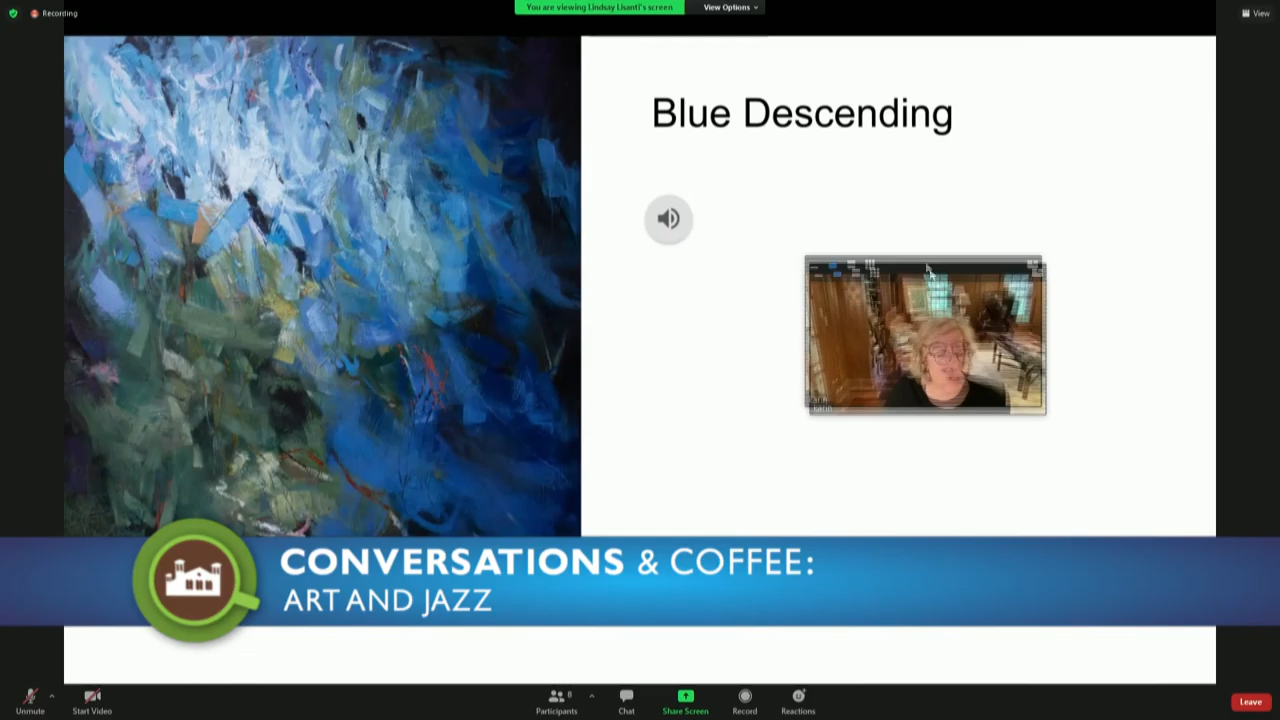 Recording
You are viewing Lindsay Lisanti's screen
View Options
View
Blue Descending
CONVERSATIONS & COFFEE:
ART AND JAZZ
Unmute
Start Video
8
Participants
Chat
Share Screen
Record
Reactions
Leave